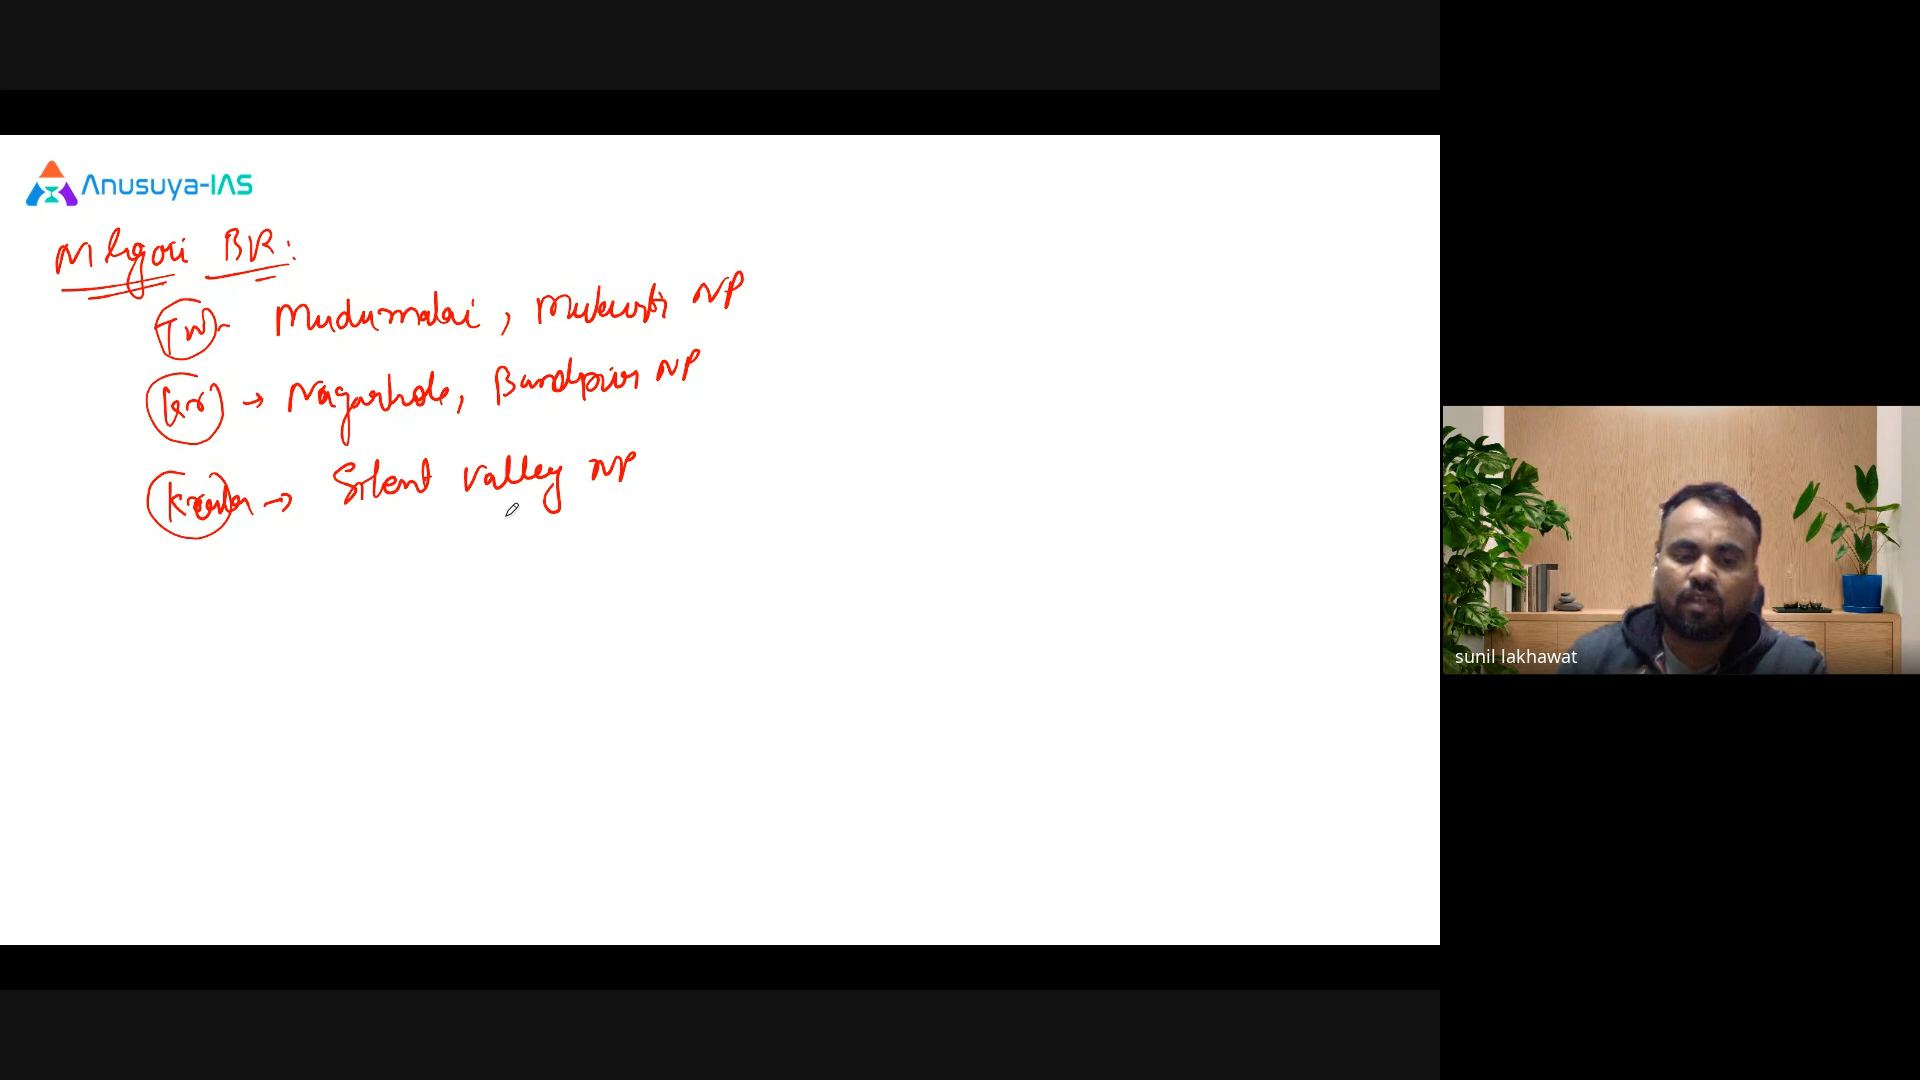 Anusuya-IAS
Nilgiri BR:
TN- Mudumalai, Mukurti NP
Kr → Nagarhole, Bandipur NP
Kerala → Silent valley NP
sunil lakhawat